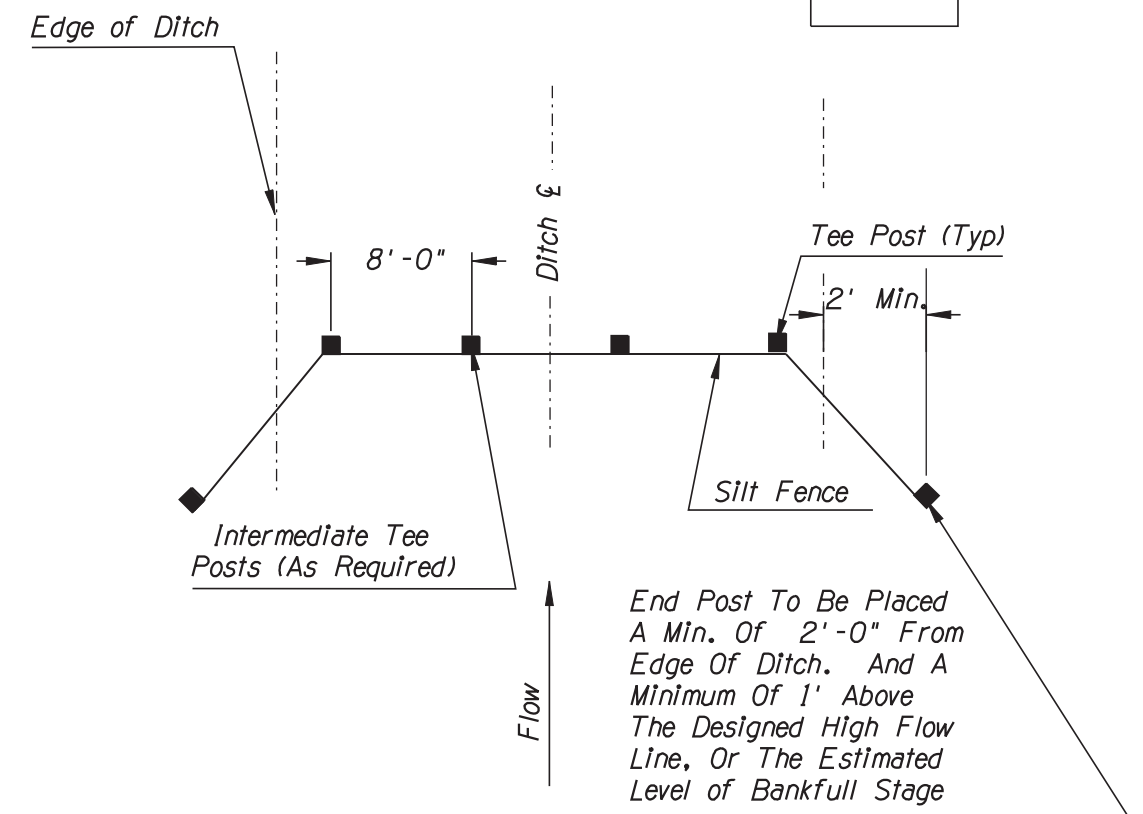 Edge of Ditch
Ditch ℄
8'-0"
Tee Post (Typ)
2' Min.
Silt Fence
Intermediate Tee
Posts (As Required)
Flow
End Post To Be Placed
A Min. Of 2'-0" From
Edge Of Ditch. And A
Minimum Of 1' Above
The Designed High Flow
Line, Or The Estimated
Level of Bankfull Stage